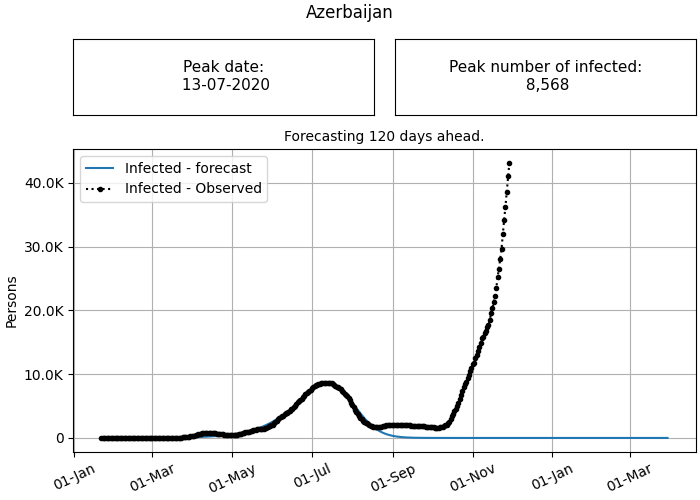 Azerbaijan
Peak date:
13-07-2020
Peak number of infected:
8,568
Forecasting 120 days ahead.
Infected - forecast
Infected - Observed
40.0K
30.0K
20.0K
10.0K
0
Persons
01-Jan
01-Mar
01-May
01-Jul
01-Sep
01-Nov
01-Jan
01-Mar